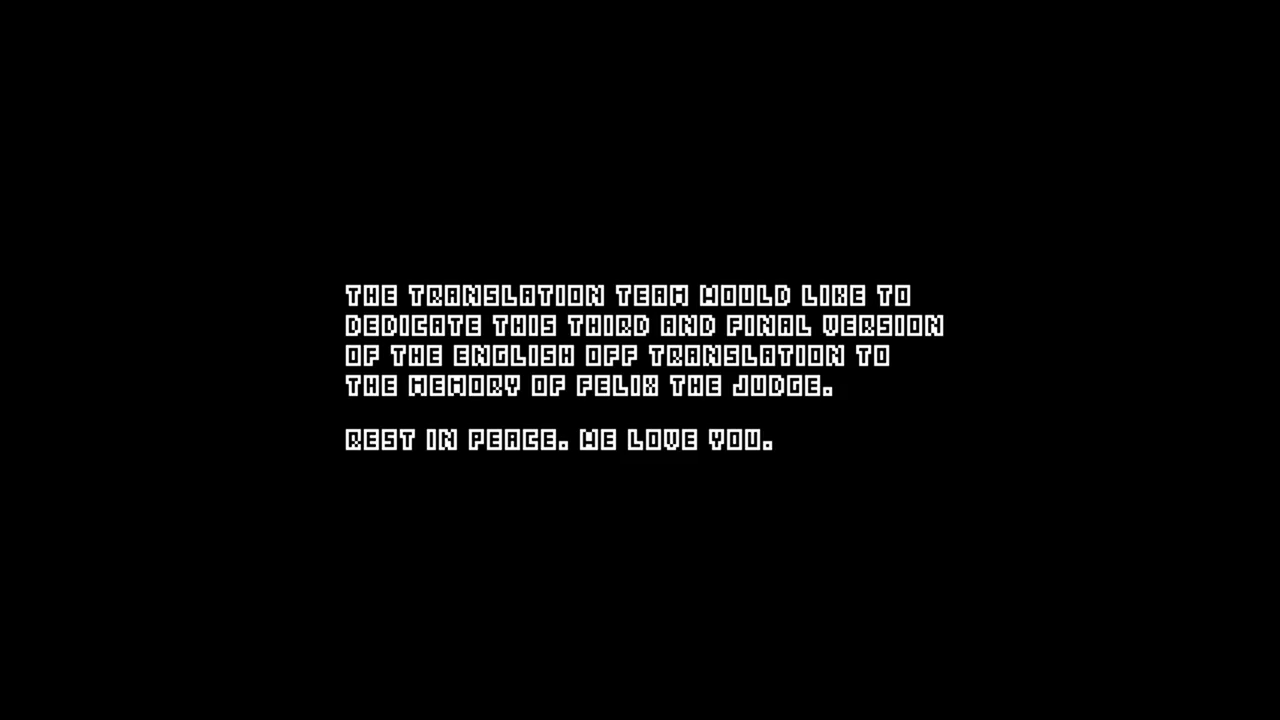 THE TRANSLATION TEAM WOULD LIKE TO
DEDICATE THIS THIRD AND FINAL VERSION
OF THE ENGLISH OFF TRANSLATION TO
THE MEMORY OF FELIX THE JUDGE.
REST IN PEACE. WE LOVE YOU.